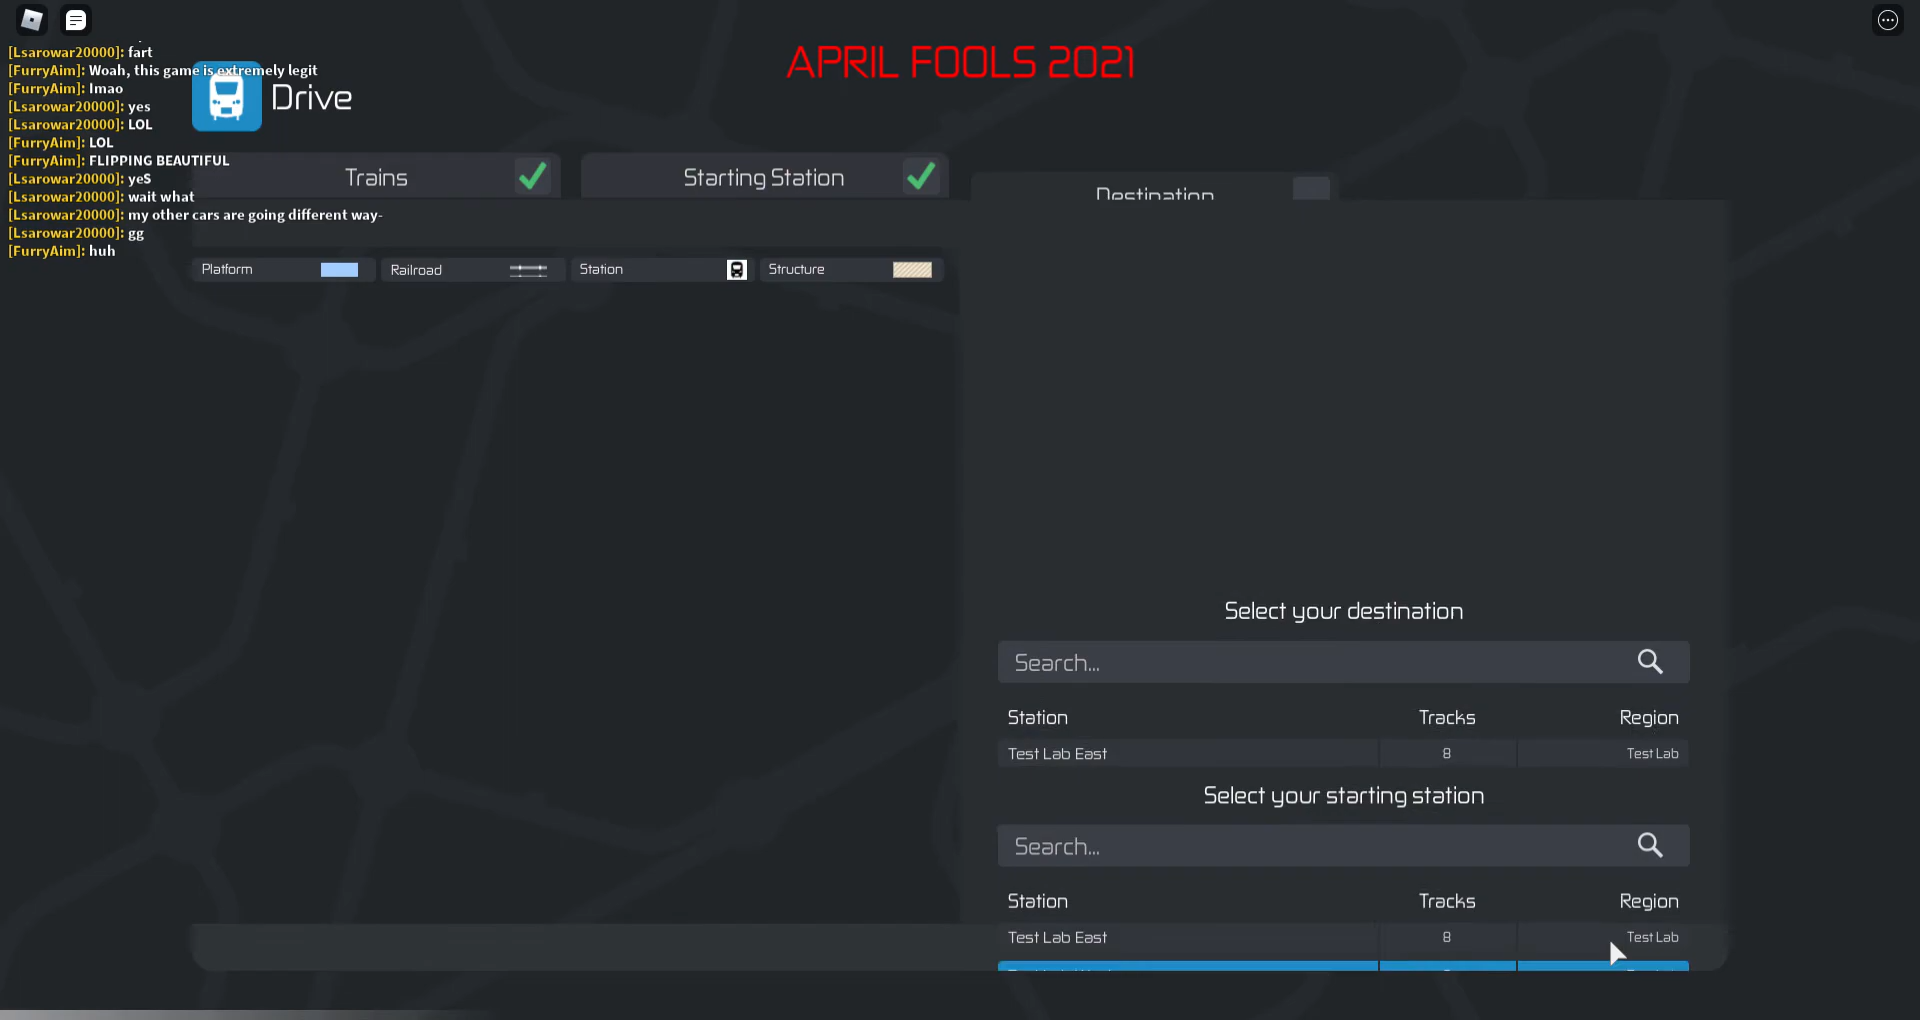 [Lsarowar20000]: fart
[FurryAim]: Woah, this game is extremely legit
[FurryAim]: lmao
[Lsarowar20000]: yes
[Lsarowar20000]: LOL
[FurryAim]: LOL
[FurryAim]: FLIPPING BEAUTIFUL
[Lsarowar20000]: yeS
[Lsarowar20000]: wait what
[Lsarowar20000]: my other cars are going different way-
[Lsarowar20000]: gg
[FurryAim]: huh
APRIL FOOLS 2021
Drive
Trains
Starting Station
Destination
Platform
Railroad
Station
Structure
Select your destination
Search...
Station Tracks Region
Test Lab East 8 Test Lab
Select your starting station
Search...
Station Tracks Region
Test Lab East 8 Test Lab